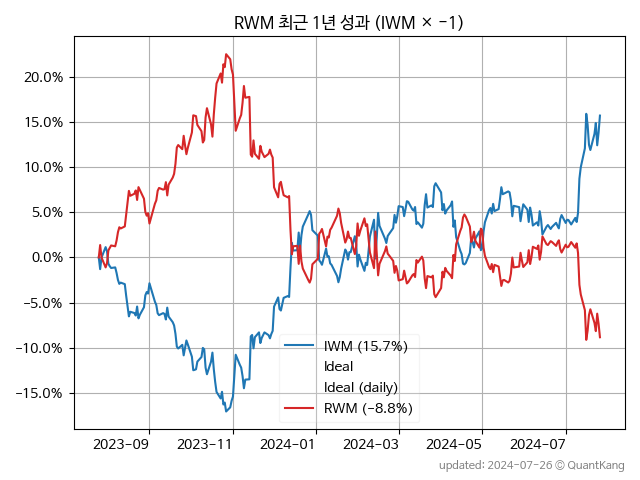 RWM 최근 1년 성과 (IWM × −1)
20.0%
15.0%
10.0%
5.0%
0.0%
−5.0%
−10.0%
−15.0%
IWM (15.7%)
Ideal
Ideal (daily)
RWM (−8.8%)
2023-09 2023-11 2024-01 2024-03 2024-05 2024-07
updated: 2024-07-26 © QuantKang